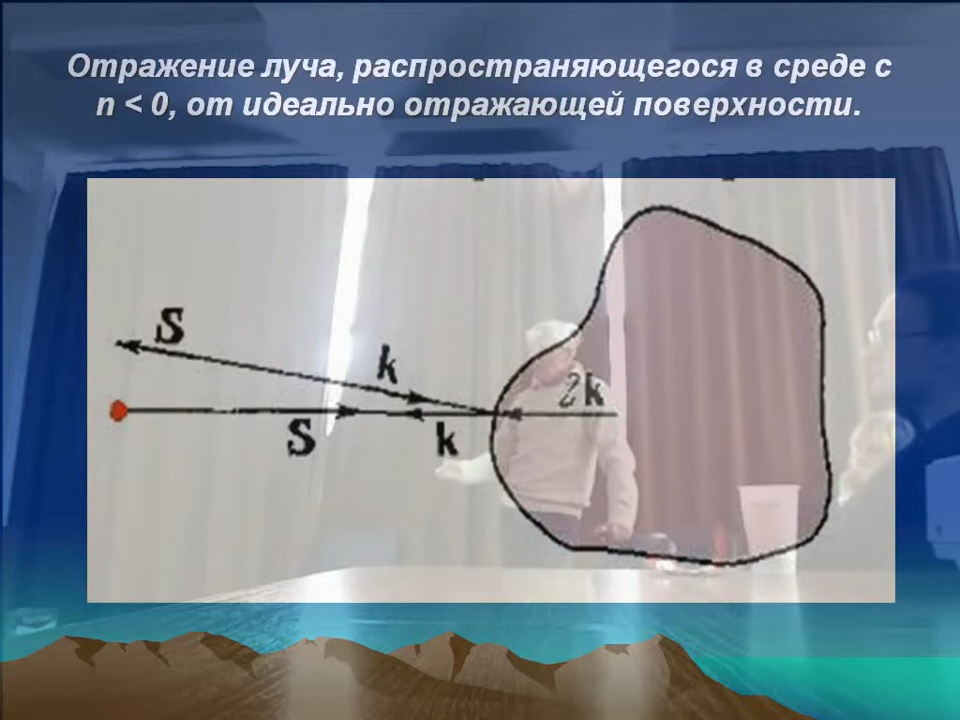 Отражение луча, распространяющегося в среде с
n < 0, от идеально отражающей поверхности.
S
k
2k
S
k